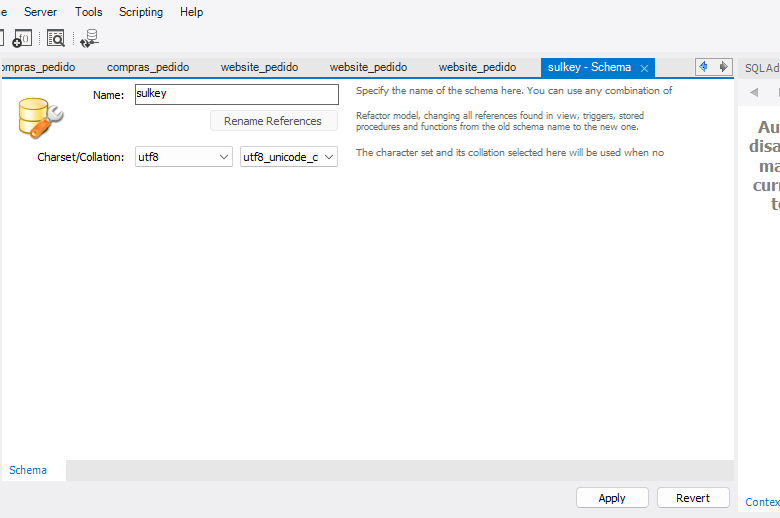 e Server Tools Scripting Help
ompras_pedido compras_pedido website_pedido website_pedido website_pedido sulkey - Schema × SQLAd
Name: sulkey Specify the name of the schema here. You can use any combination of
Rename References Refactor model, changing all references found in view, triggers, stored
procedures and functions from the old schema name to the new one.
Charset/Collation: utf8 utf8_unicode_c The character set and its collation selected here will be used when no
Au
disa
ma
curr
to
Schema
Apply Revert
Contex